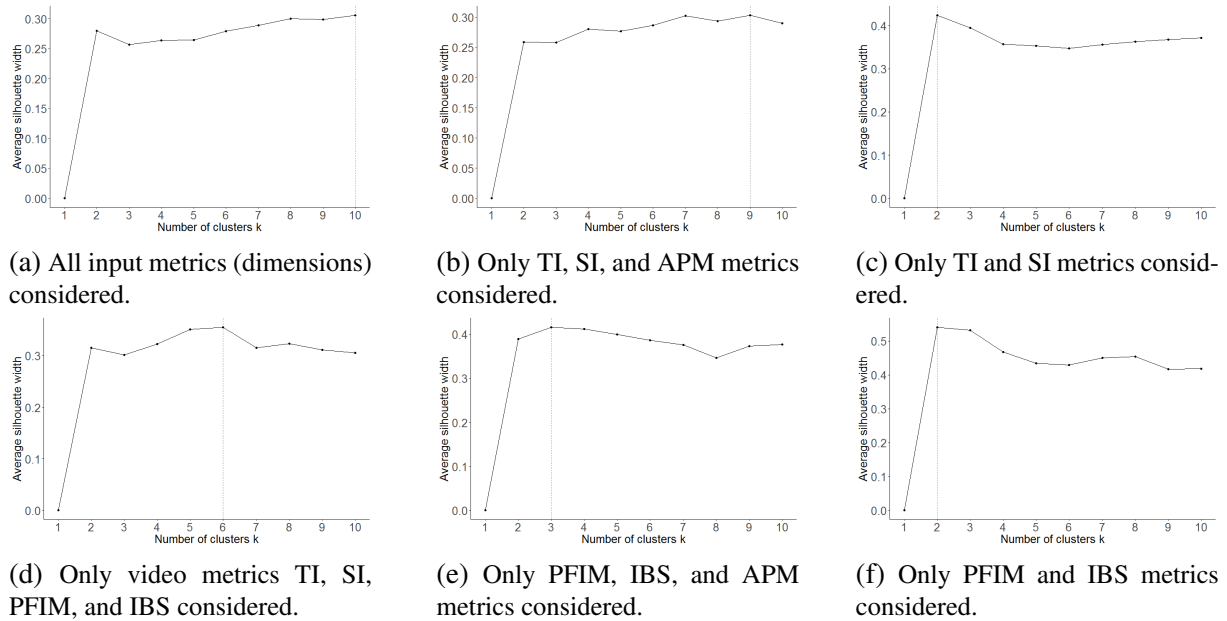 0.30
0.25
0.20
0.15
0.10
0.05
0.00
Average silhouette width
1 2 3 4 5 6 7 8 9 10
Number of clusters k
(a) All input metrics (dimensions)
considered.
0.30
0.25
0.20
0.15
0.10
0.05
0.00
Average silhouette width
1 2 3 4 5 6 7 8 9 10
Number of clusters k
(b) Only TI, SI, and APM metrics
considered.
0.4
0.3
0.2
0.1
0.0
Average silhouette width
1 2 3 4 5 6 7 8 9 10
Number of clusters k
(c) Only TI and SI metrics consid-
ered.
0.3
0.2
0.1
0.0
Average silhouette width
1 2 3 4 5 6 7 8 9 10
Number of clusters k
(d) Only video metrics TI, SI,
PFIM, and IBS considered.
0.4
0.3
0.2
0.1
0.0
Average silhouette width
1 2 3 4 5 6 7 8 9 10
Number of clusters k
(e) Only PFIM, IBS, and APM
metrics considered.
0.5
0.4
0.3
0.2
0.1
0.0
Average silhouette width
1 2 3 4 5 6 7 8 9 10
Number of clusters k
(f) Only PFIM and IBS metrics
considered.